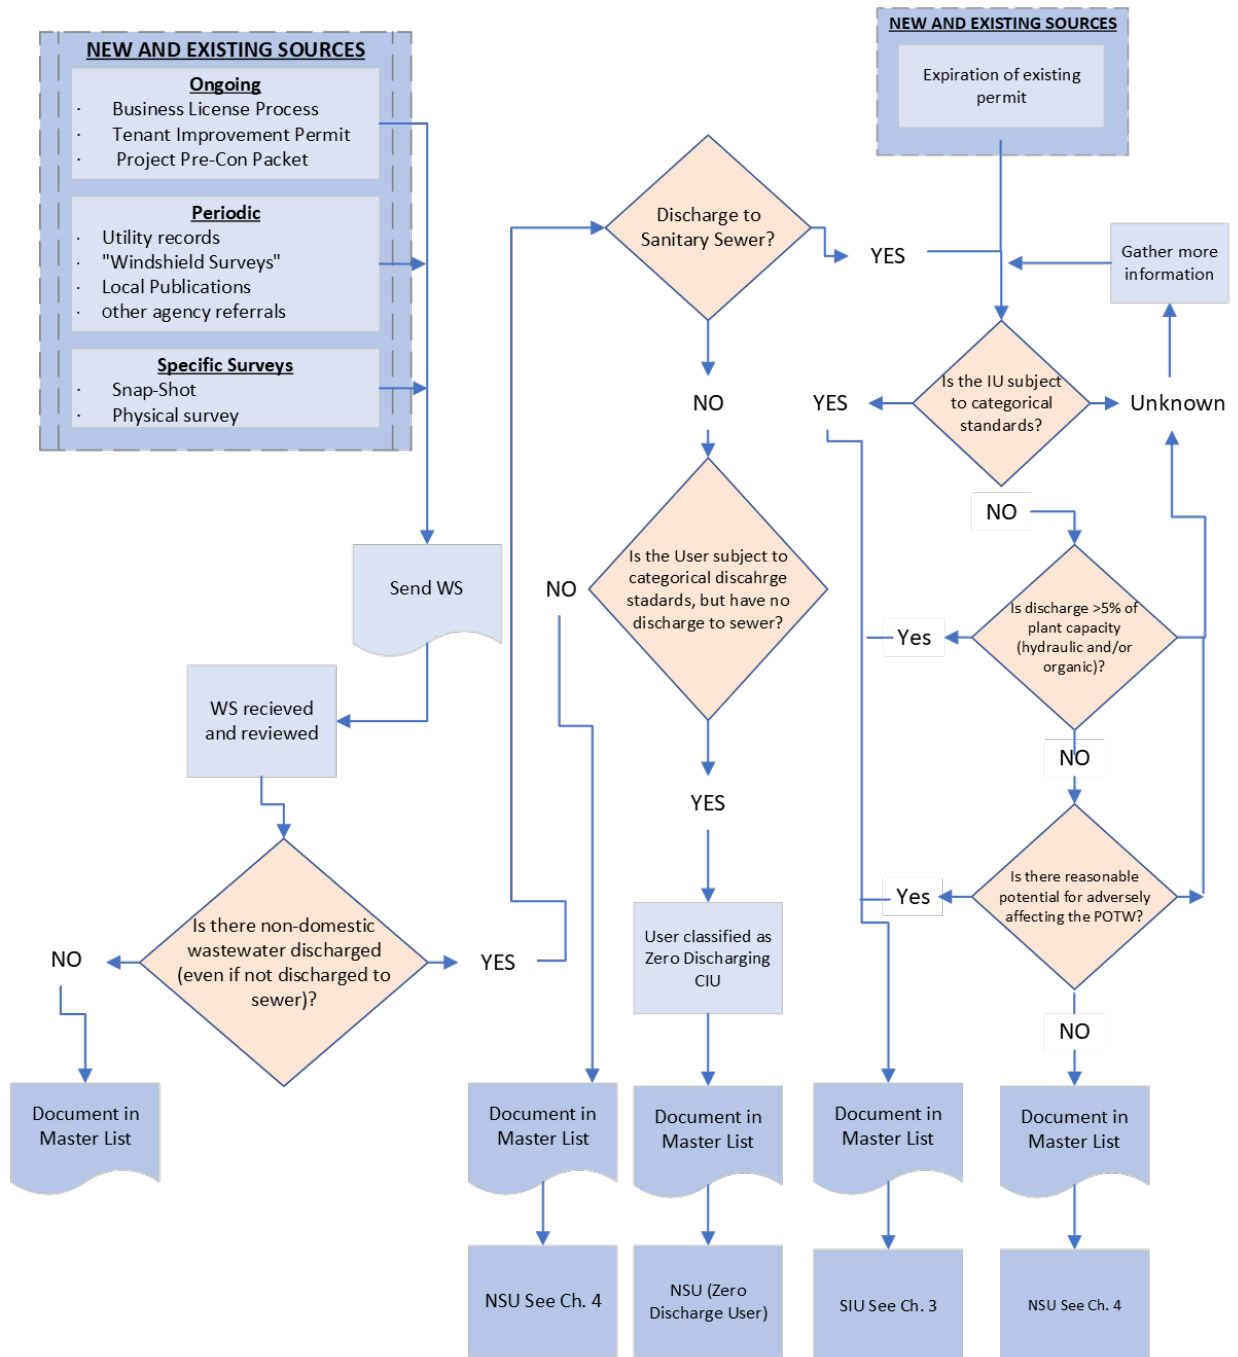 NEW AND EXISTING SOURCES
Ongoing
· Business License Process
· Tenant Improvement Permit
· Project Pre-Con Packet
Periodic
· Utility records
· "Windshield Surveys"
· Local Publications
· other agency referrals
Specific Surveys
· Snap-Shot
· Physical survey
NEW AND EXISTING SOURCES
Expiration of existing
permit
Discharge to
Sanitary Sewer?
YES
Gather more
information
NO
YES
Is the IU subject
to categorical
standards?
Unknown
NO
Send WS
NO
Is the User subject to
categorical discahrge
stadards, but have no
discharge to sewer?
Yes
Is discharge >5% of
plant capacity
(hydraulic and/or
organic)?
WS recieved
and reviewed
NO
YES
Is there non-domestic
wastewater discharged
(even if not discharged to
sewer)?
NO
YES
User classified as
Zero Discharging
CIU
Yes
Is there reasonable
potential for adversely
affecting the POTW?
NO
Document in
Master List
Document in
Master List
Document in
Master List
Document in
Master List
Document in
Master List
NSU See Ch. 4
NSU (Zero
Discharge User)
SIU See Ch. 3
NSU See Ch. 4